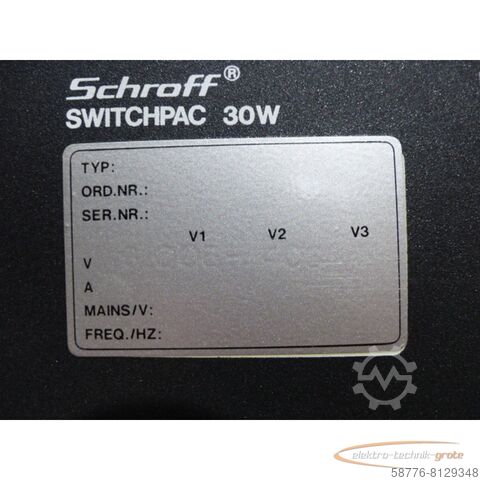 Schroff®
SWITCHPAC 30W
TYP:
ORD.NR.:
SER.NR.:
V1 V2 V3
V
A
MAINS/V:
FREQ./HZ:
elektro-technik-grote
58776-8129348